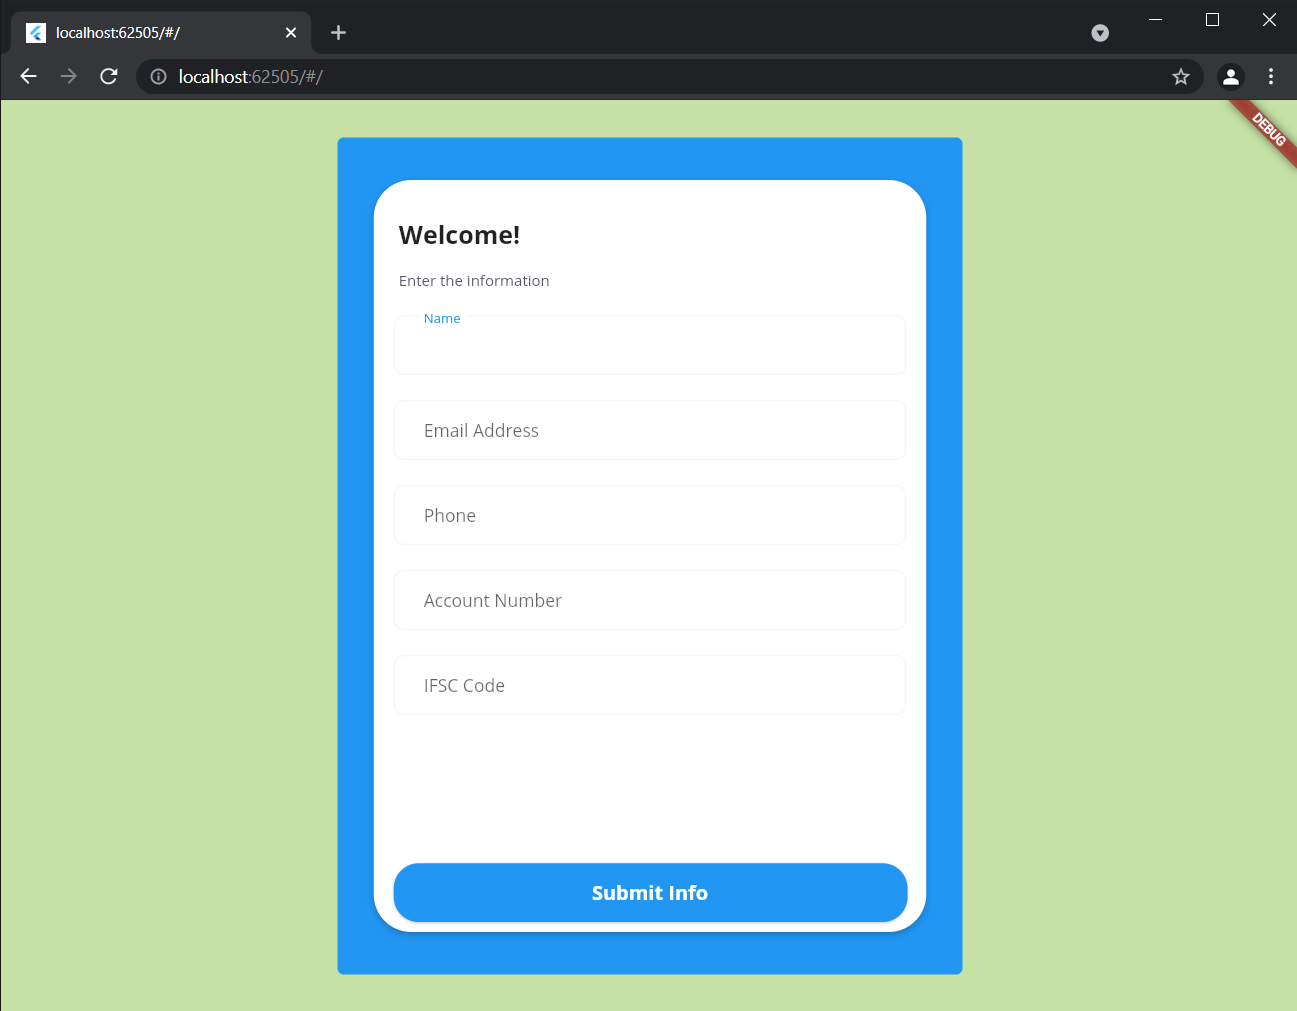 localhost:62505/#/
localhost:62505/#/
DEBUG
Welcome!
Enter the information
Name
Email Address
Phone
Account Number
IFSC Code
Submit Info